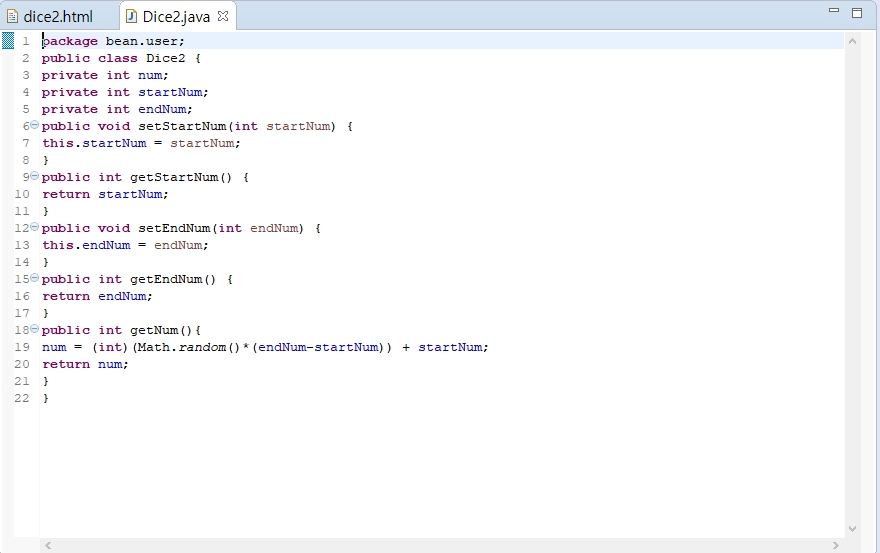 dice2.html Dice2.java
1 package bean.user;
2 public class Dice2 {
3 private int num;
4 private int startNum;
5 private int endNum;
6 public void setStartNum(int startNum) {
7 this.startNum = startNum;
8 }
9 public int getStartNum() {
10 return startNum;
11 }
12 public void setEndNum(int endNum) {
13 this.endNum = endNum;
14 }
15 public int getEndNum() {
16 return endNum;
17 }
18 public int getNum(){
19 num = (int)(Math.random()*(endNum-startNum)) + startNum;
20 return num;
21 }
22 }